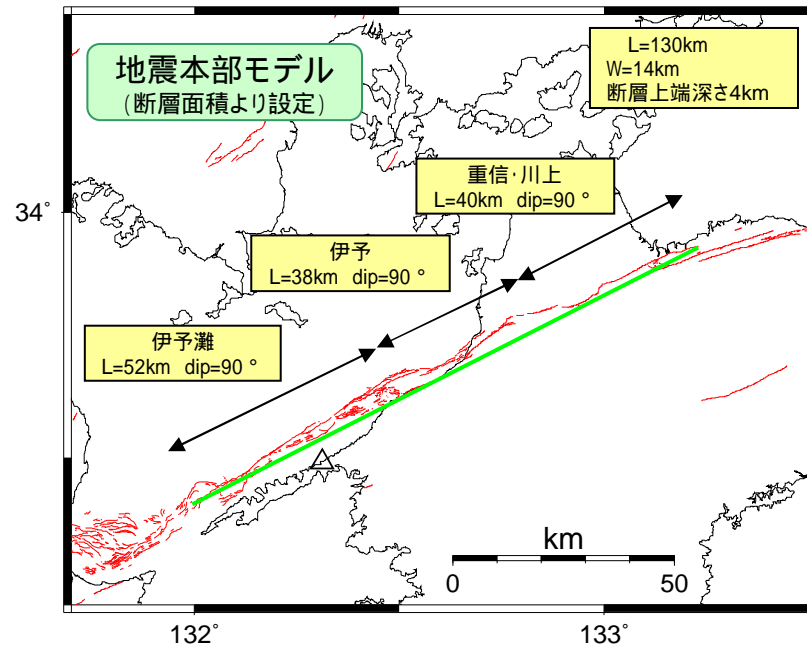 地震本部モデル
(断層面積より設定)
L=130km
W=14km
断層上端深さ4km
重信･川上
L=40km dip=90 °
34°
伊予
L=38km dip=90 °
伊予灘
L=52km dip=90 °
km
0 50
132° 133°